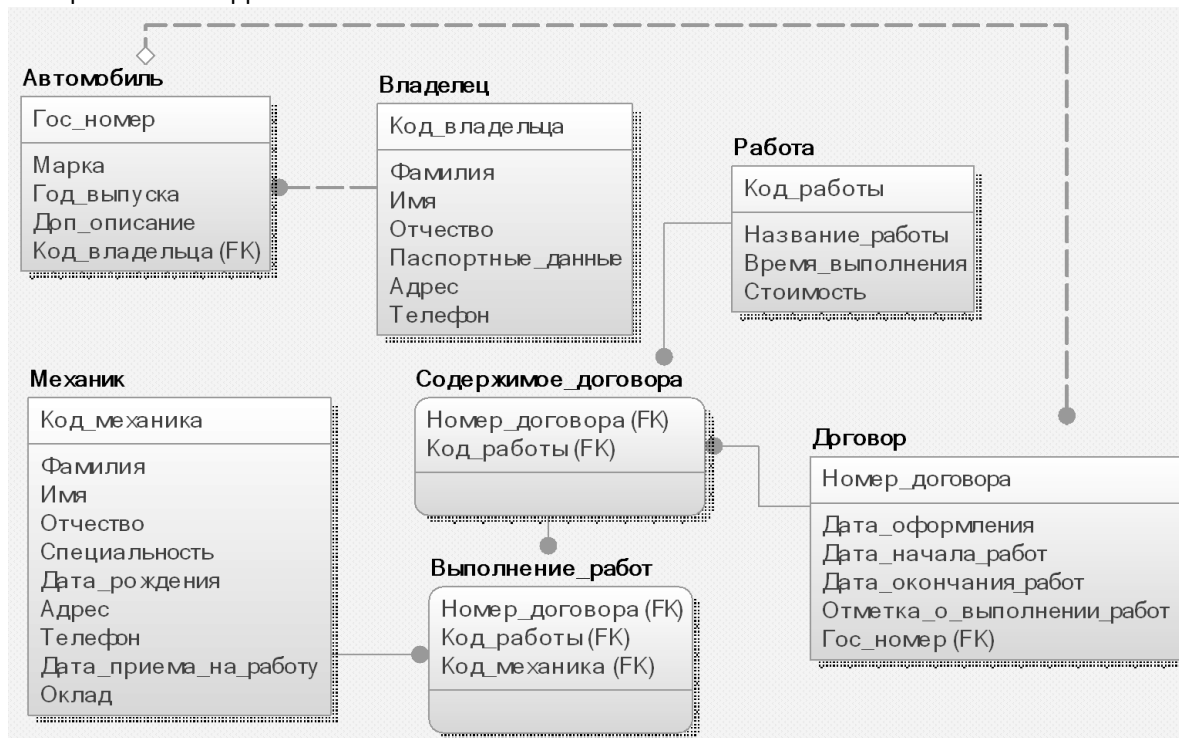 Автомобиль
Гос_номер
Марка
Год_выпуска
Доп_описание
Код_владельца (FK)
Владелец
Код_владельца
Фамилия
Имя
Отчество
Паспортные_данные
Адрес
Телефон
Работа
Код_работы
Название_работы
Время_выполнения
Стоимость
Механик
Код_механика
Фамилия
Имя
Отчество
Специальность
Дата_рождения
Адрес
Телефон
Дата_приема_на_работу
Оклад
Содержимое_договора
Номер_договора (FK)
Код_работы (FK)
Выполнение_работ
Номер_договора (FK)
Код_работы (FK)
Код_механика (FK)
Договор
Номер_договора
Дата_оформления
Дата_начала_работ
Дата_окончания_работ
Отметка_о_выполнении_работ
Гос_номер (FK)